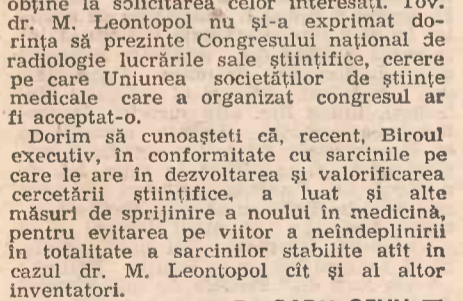 obține la solicitarea celor interesați. Tov.
dr. M. Leontopol nu și-a exprimat do-
rința să prezinte Congresului național de
radiologie lucrările sale științifice, cerere
pe care Uniunea societăților de științe
medicale care a organizat congresul ar
fi acceptat-o.
Dorim să cunoașteți că, recent, Biroul
executiv, în conformitate cu sarcinile pe
care le are în dezvoltarea și valorificarea
cercetării științifice, a luat și alte
măsuri de sprijinire a noului în medicină,
pentru evitarea pe viitor a neîndeplinirii
în totalitate a sarcinilor stabilite atît în
cazul dr. M. Leontopol cît și al altor
inventatori.